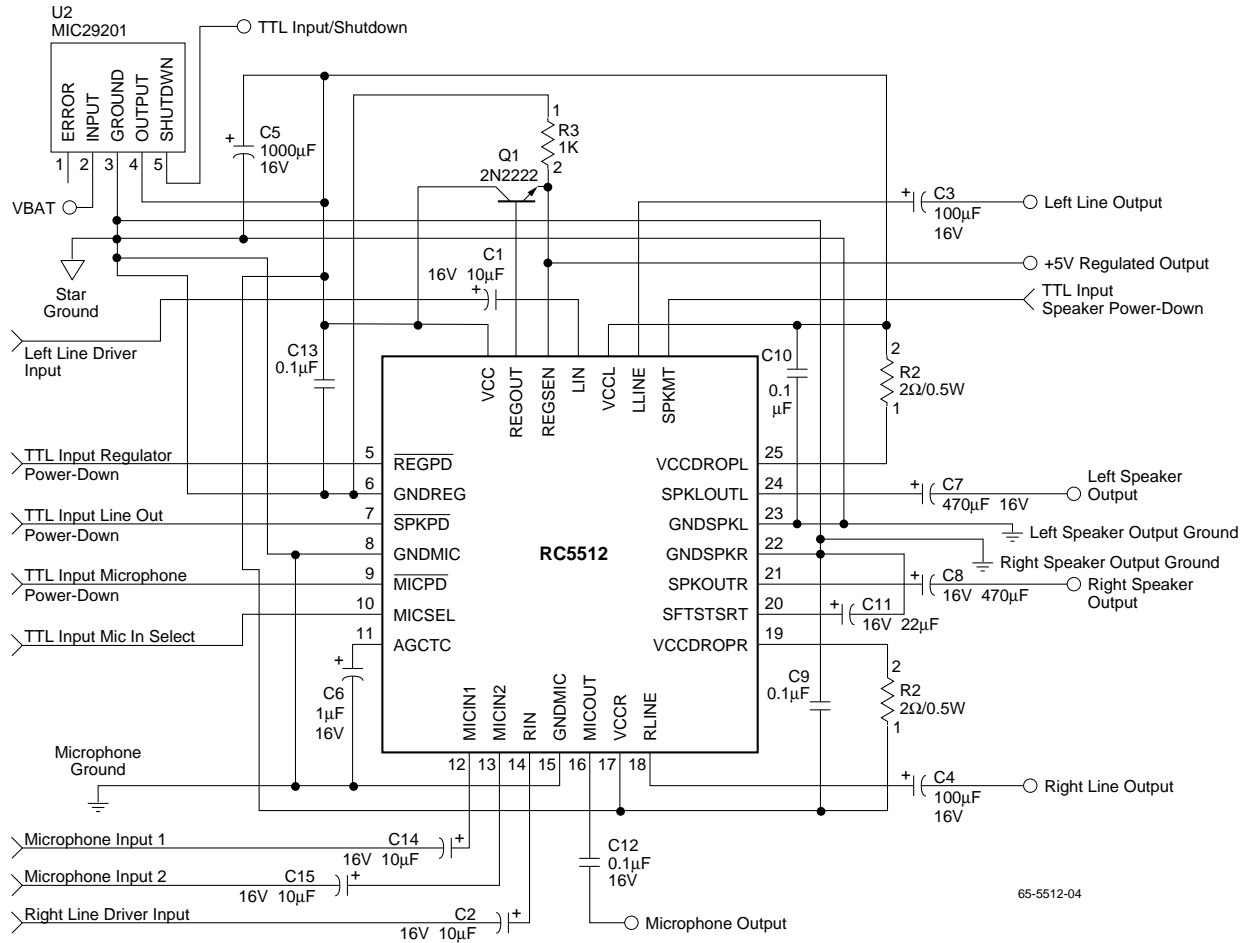 U2
MIC29201
ERROR
INPUT
GROUND
OUTPUT
SHUTDWN
1
2
3
4
5
TTL Input/Shutdown
VBAT
Star
Ground
+
C5
1000µF
16V
1
R3
1K
2
Q1
2N2222
+
C3
100µF
16V
Left Line Output
+5V Regulated Output
TTL Input
Speaker Power-Down
C1
16V 10µF
+
Left Line Driver
Input
C13
0.1µF
C10
0.1
µF
2
R2
2Ω/0.5W
1
VCC
REGOUT
REGSEN
LIN
VCCL
LLINE
SPKMT
TTL Input Regulator
Power-Down
5
REGPD
6
GNDREG
TTL Input Line Out
Power-Down
7
SPKPD
8
GNDMIC
TTL Input Microphone
Power-Down
9
MICPD
10
MICSEL
TTL Input Mic In Select
11
AGCTC
RC5512
25
VCCDROPL
24
SPKLOUTL
23
GNDSPKL
22
GNDSPKR
21
SPKOUTR
20
SFTSTSRT
19
VCCDROPR
+
C7
470µF 16V
Left Speaker
Output
Left Speaker Output Ground
Right Speaker Output Ground
+
C8
16V 470µF
Right Speaker
Output
+
C11
16V 22µF
+
C6
1µF
16V
C9
0.1µF
2
R2
2Ω/0.5W
1
MICIN1
MICIN2
RIN
GNDMIC
MICOUT
VCCR
RLINE
12
13
14
15
16
17
18
Microphone
Ground
+
C4
100µF
16V
Right Line Output
Microphone Input 1
C14
16V 10µF
+
Microphone Input 2
C15
16V 10µF
+
Right Line Driver Input
C2
16V 10µF
+
C12
0.1µF
16V
Microphone Output
65-5512-04